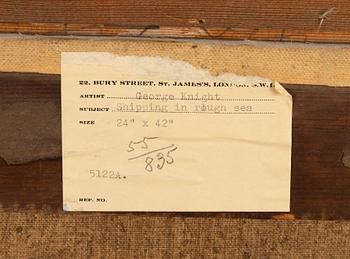 22, BURY STREET, ST. JAMES'S, LONDON, S.W.1.
ARTIST George Knight
SUBJECT Shipping in rough sea
SIZE 24" x 42"
55/835
5122A.
REF. NO.